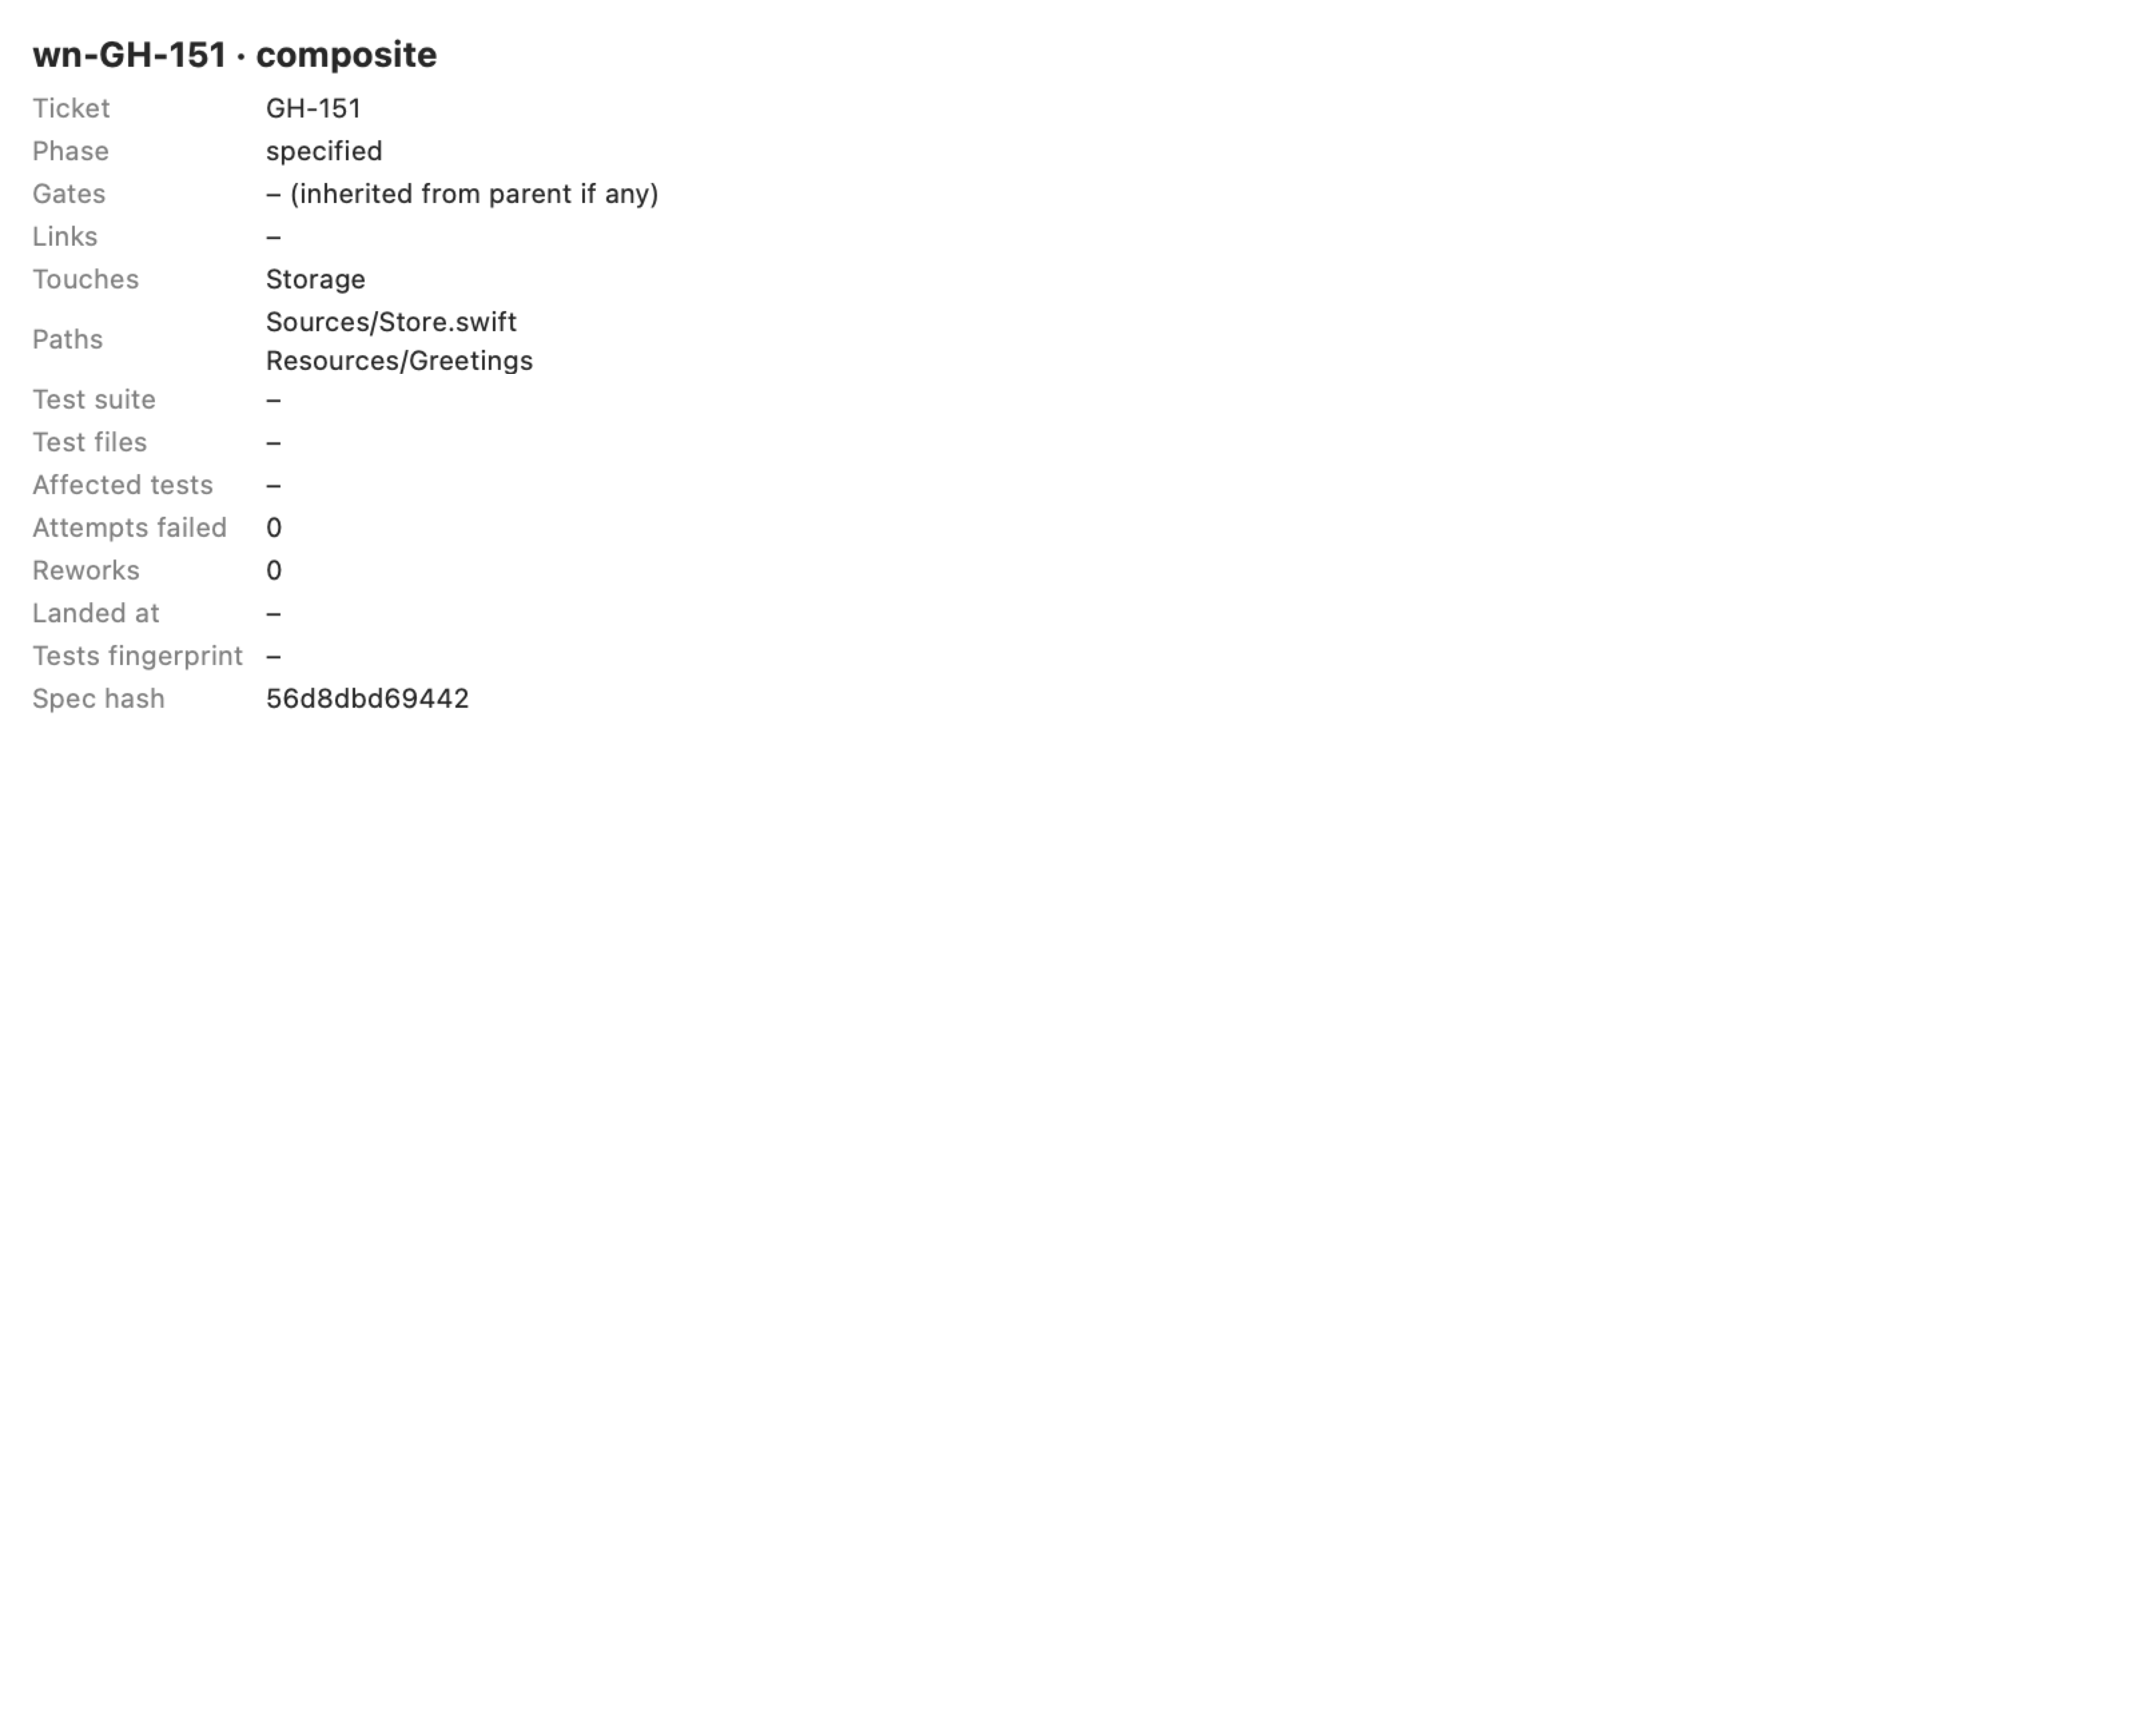 wn-GH-151 · composite
Ticket GH-151
Phase specified
Gates – (inherited from parent if any)
Links –
Touches Storage
Paths Sources/Store.swift
Resources/Greetings
Test suite –
Test files –
Affected tests –
Attempts failed 0
Reworks 0
Landed at –
Tests fingerprint –
Spec hash 56d8dbd69442